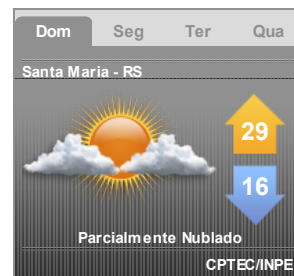 Dom Seg Ter Qua
Santa Maria - RS
29
16
Parcialmente Nublado
CPTEC/INPE